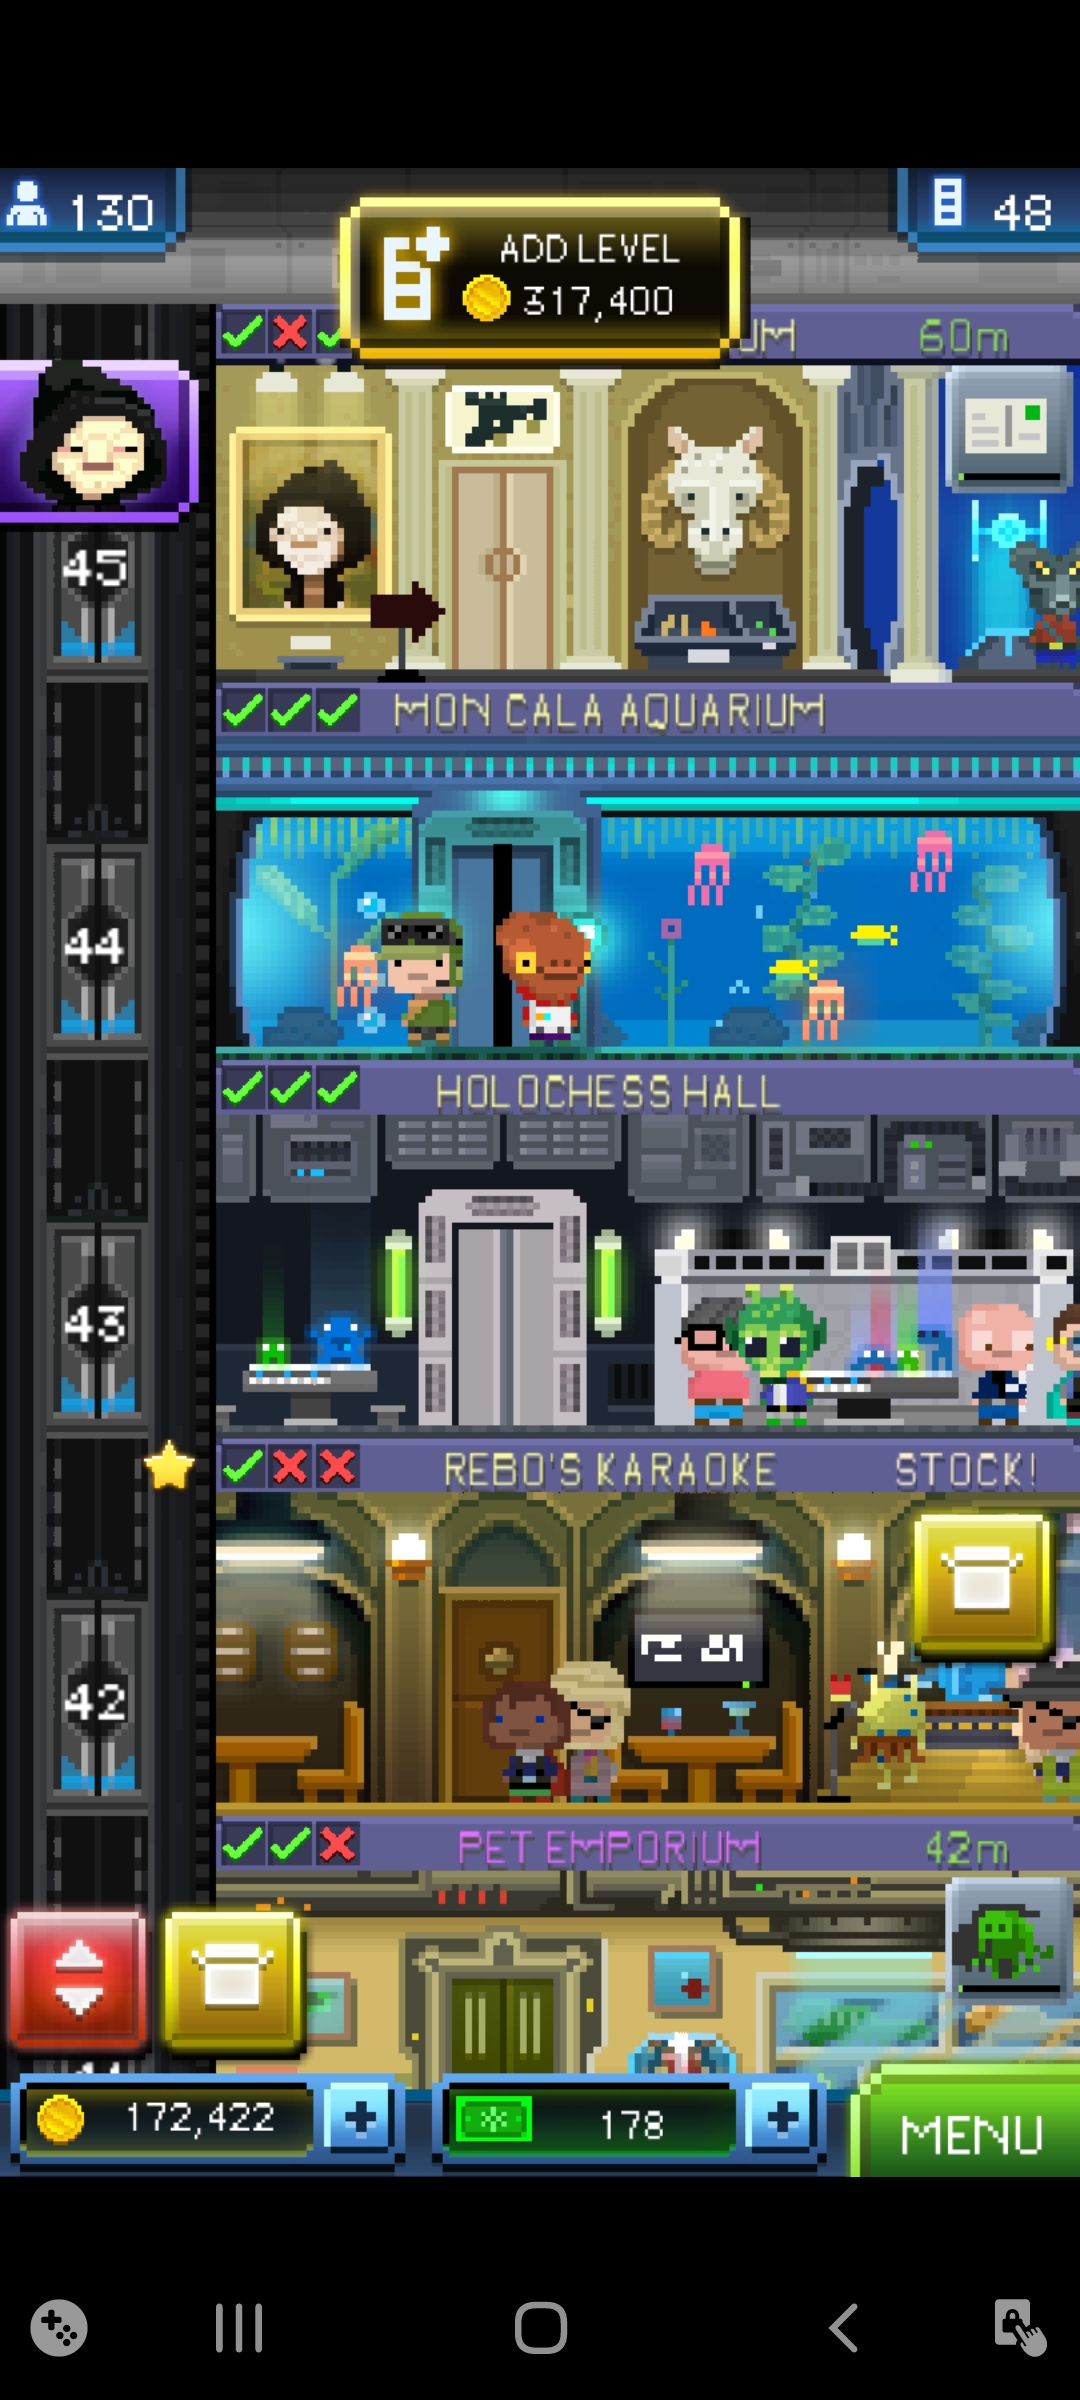 130
48
ADD LEVEL
317,400
UM 60m
45
MON CALA AQUARIUM
44
HOLOCHESS HALL
43
REBO'S KARAOKE STOCK!
42
PET EMPORIUM 42m
172,422
178
MENU